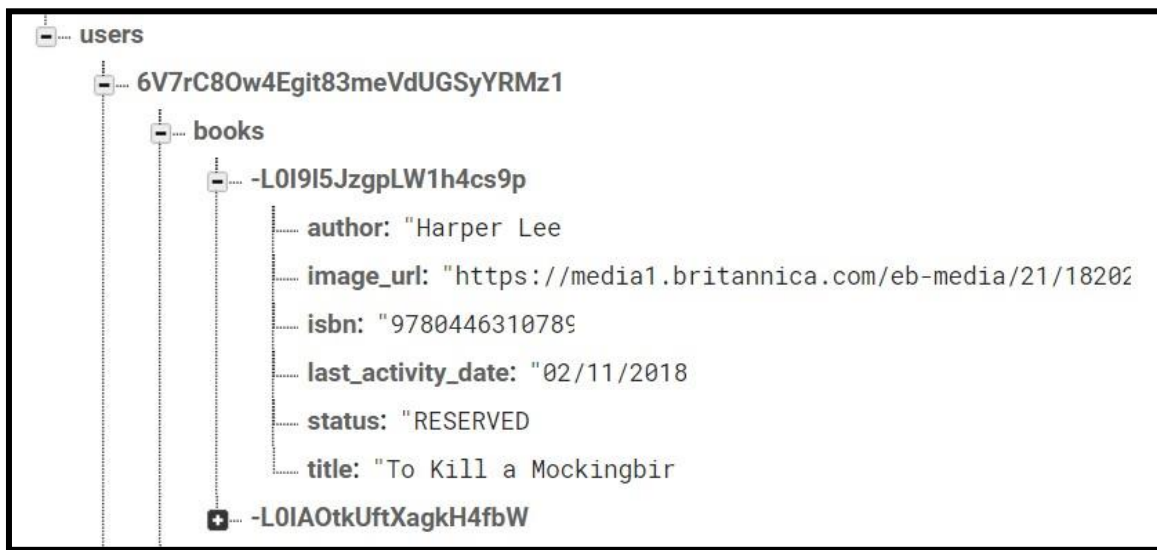 users
6V7rC8Ow4Egit83meVdUGSyYRMz1
books
-L0I9I5JzgpLW1h4cs9p
author: "Harper Lee
image_url: "https://media1.britannica.com/eb-media/21/18202
isbn: "9780446310789
last_activity_date: "02/11/2018
status: "RESERVED
title: "To Kill a Mockingbir
-L0IAOtkUftXagkH4fbW